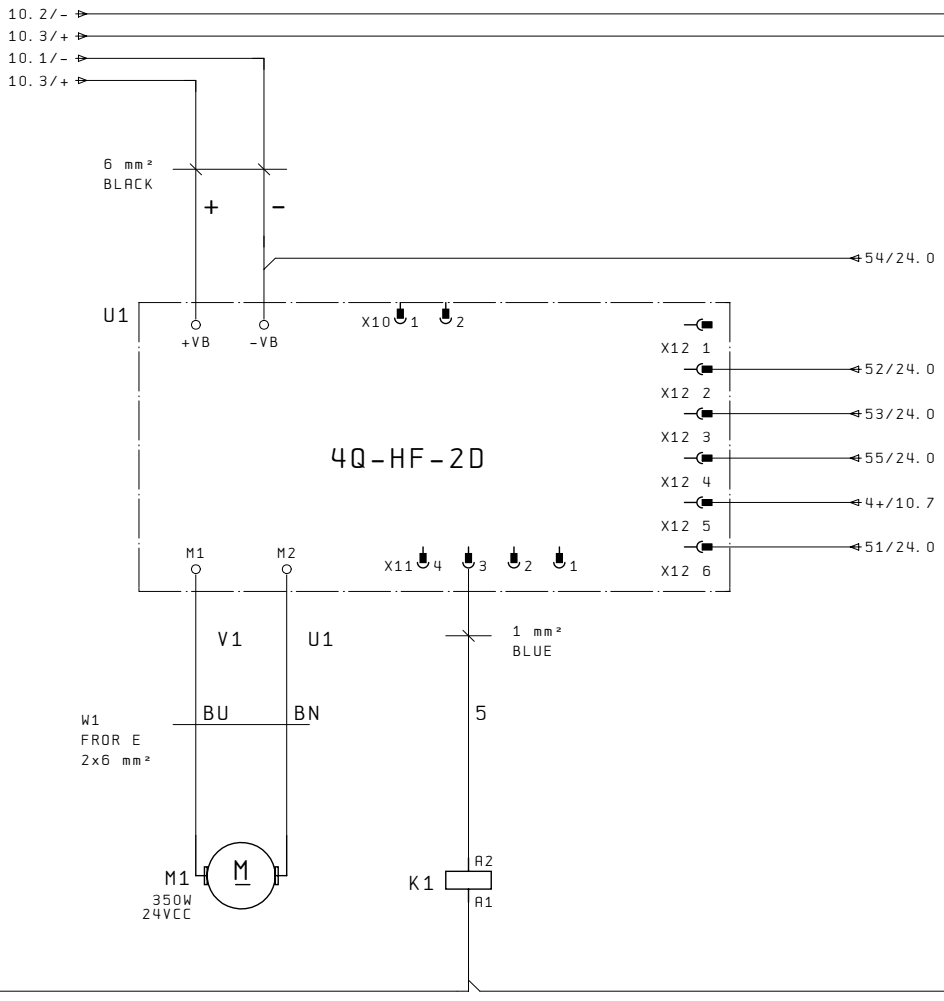 10.2/-
10.3/+
10.1/-
10.3/+
6 mm²
BLACK
+ -
54/24.0
U1
+VB -VB
X10 1 2
X12 1
52/24.0
X12 2
53/24.0
X12 3
4Q-HF-2D
55/24.0
X12 4
4+/10.7
X12 5
51/24.0
X12 6
M1 M2
X11 4 3 2 1
V1 U1
1 mm²
BLUE
BU BN
5
W1
FROR E
2x6 mm²
M
M1
350W
24VCC
A2
K1
A1